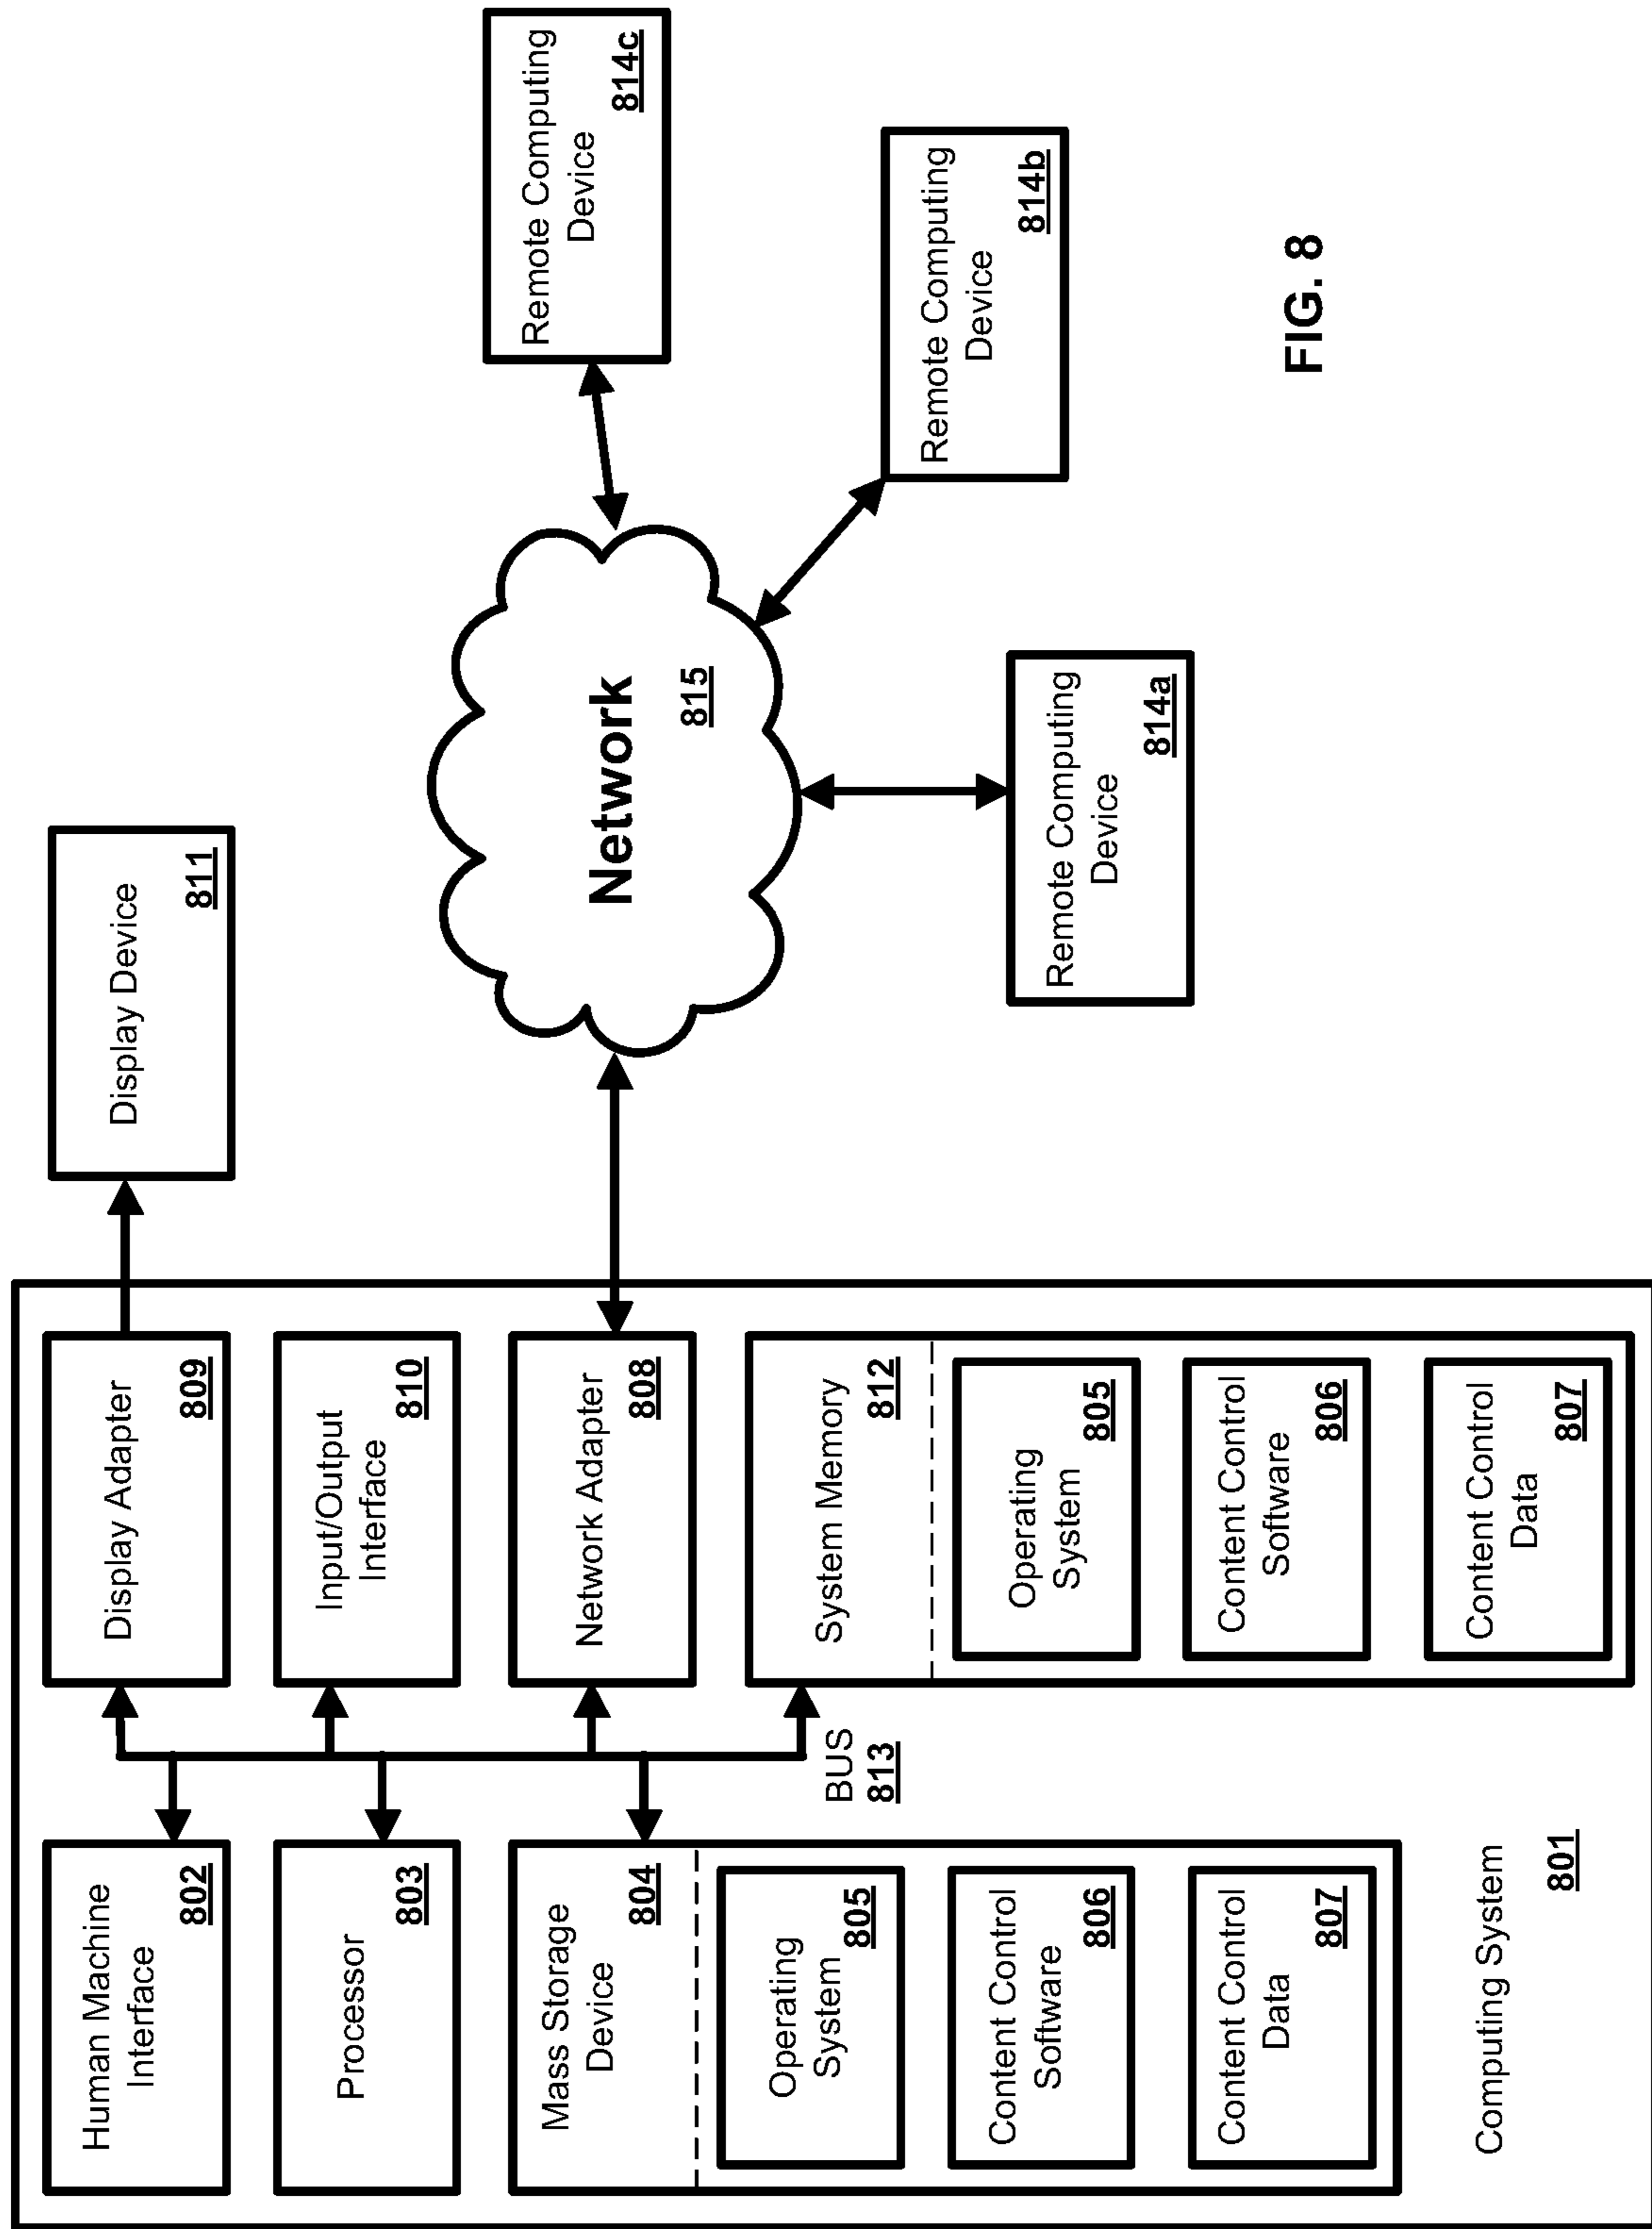 Human Machine
Interface
802
Processor
803
Mass Storage
Device
804
Operating
System
805
Content Control
Software
806
Content Control
Data
807
BUS
813
Display Adapter
809
Input/Output
Interface
810
Network Adapter
808
System Memory
812
Operating
System
805
Content Control
Software
806
Content Control
Data
807
Computing System
801
Display Device
811
Network
815
Remote Computing
Device
814a
Remote Computing
Device
814b
Remote Computing
Device
814c
FIG. 8